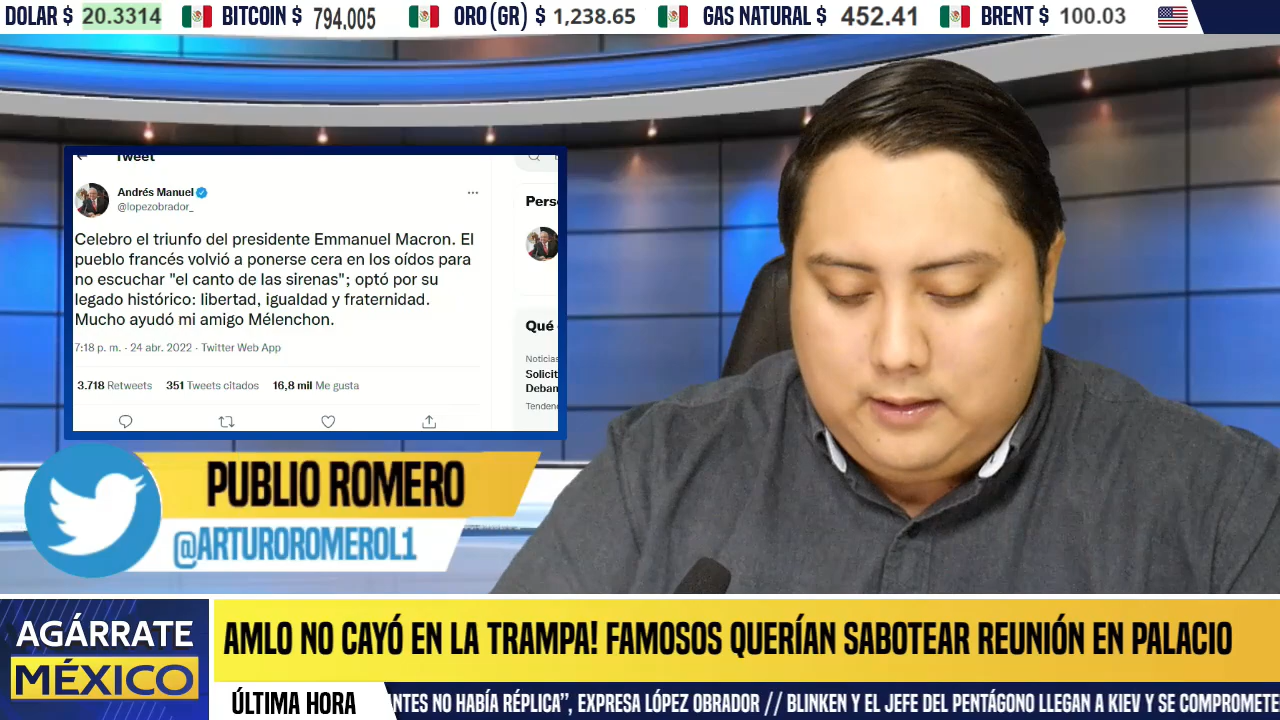 DOLAR $ 20.3314 BITCOIN $ 794.005 ORO (GR) $ 1,238.65 GAS NATURAL $ 452.41 BRENT $ 100.03
Tweet
Andrés Manuel
@lopezobrador_
Celebro el triunfo del presidente Emmanuel Macron. El
pueblo francés volvió a ponerse cera en los oídos para
no escuchar "el canto de las sirenas"; optó por su
legado histórico: libertad, igualdad y fraternidad.
Mucho ayudó mi amigo Mélenchon.
7:18 p. m. · 24 abr. 2022 · Twitter Web App
3.718 Retweets 351 Tweets citados 16,8 mil Me gusta
Qué
Noticias
PUBLIO ROMERO
@ARTUROROMEROL1
AGÁRRATE
MÉXICO
AMLO NO CAYÓ EN LA TRAMPA! FAMOSOS QUERÍAN SABOTEAR REUNIÓN EN PALACIO
ÚLTIMA HORA
ANTES NO HABÍA RÉPLICA”, EXPRESA LÓPEZ OBRADOR // BLINKEN Y EL JEFE DEL PENTÁGONO LLEGAN A KIEV Y SE COMPROMETE